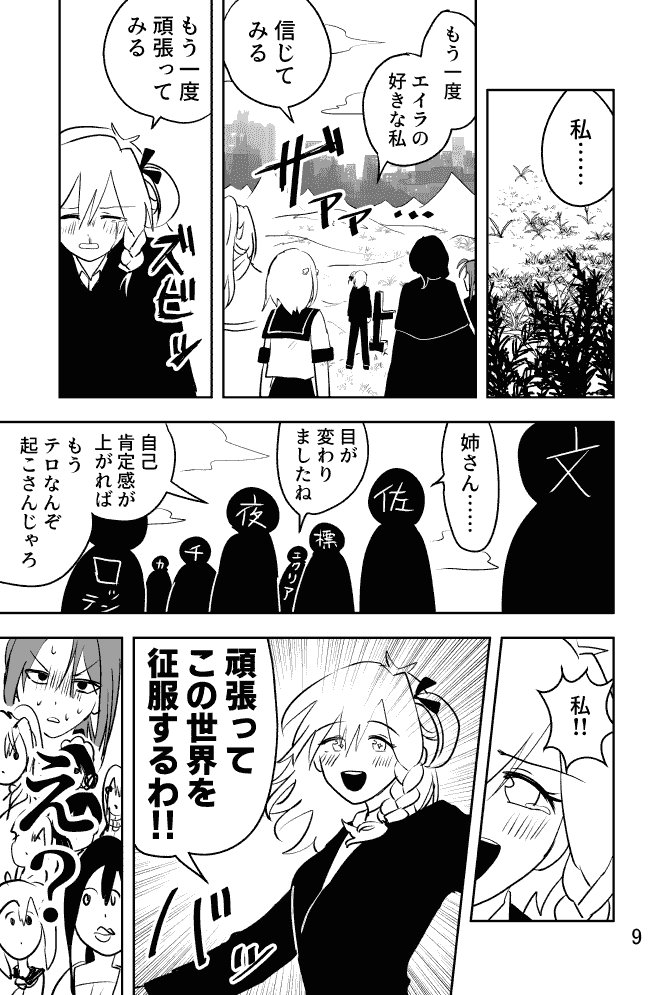 私……
もう一度
エイラの
好きな私
信じて
みる
ザァァ…
もう一度
頑張って
みる
ズビッ
文
姉さん……
佐
目が
変わり
ましたね
標
エクリア
夜
千
カ
ロ
デン
自己
肯定感が
上がれば
もう
テロなんぞ
起こさんじゃろ
私!!
頑張って
この世界を
征服するわ!!
バッ
え?
9